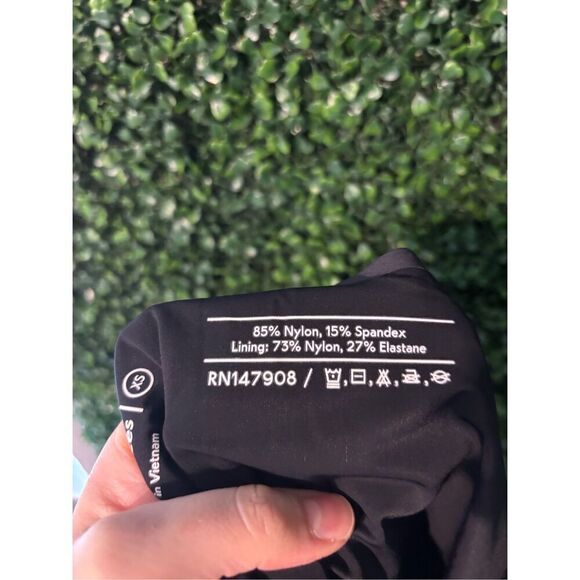 85% Nylon, 15% Spandex
Lining: 73% Nylon, 27% Elastane
RN147908 /
XS
in Vietnam